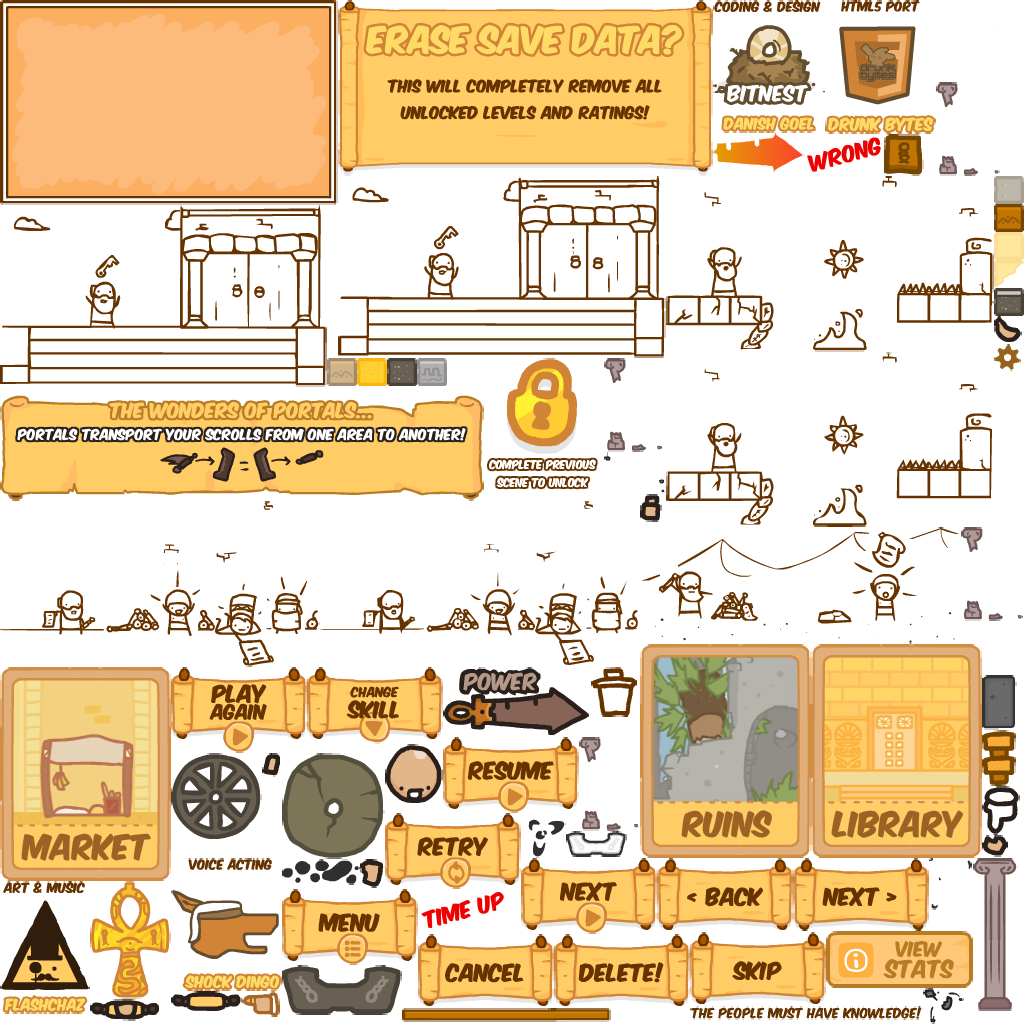 CODING & DESIGN
HTML5 PORT
ERASE SAVE DATA?
THIS WILL COMPLETELY REMOVE ALL
UNLOCKED LEVELS AND RATINGS!
drunk
bytes
BITNEST
DANISH GOEL
DRUNK BYTES
WRONG
THE WONDERS OF PORTALS...
PORTALS TRANSPORT YOUR SCROLLS FROM ONE AREA TO ANOTHER!
COMPLETE PREVIOUS
SCENE TO UNLOCK
PLAY
AGAIN
CHANGE
SKILL
POWER
RESUME
MARKET
RUINS
LIBRARY
RETRY
VOICE ACTING
ART & MUSIC
NEXT
< BACK
NEXT >
MENU
TIME UP
CANCEL
DELETE!
SKIP
VIEW
STATS
SHOCK DINGO
FLASHCHAZ
THE PEOPLE MUST HAVE KNOWLEDGE!